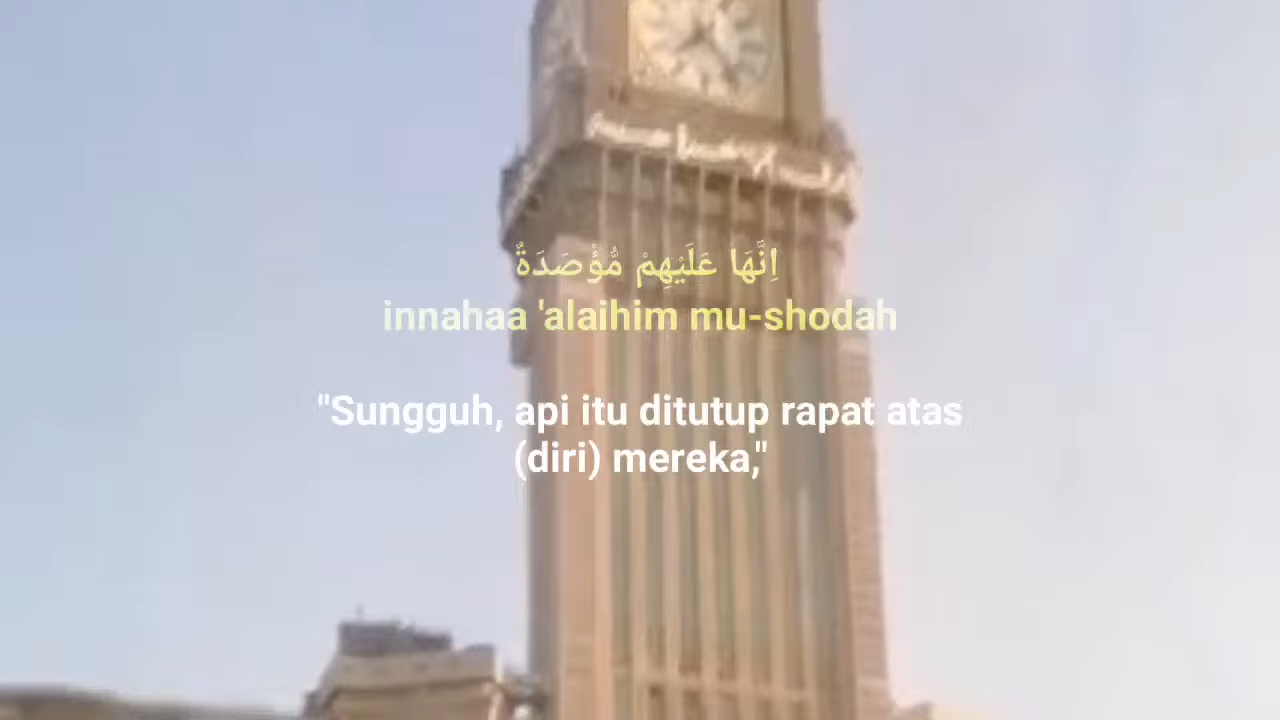 اِنَّهَا عَلَيْهِمْ مُّؤْصَدَةٌ
innahaa 'alaihim mu-shodah
"Sungguh, api itu ditutup rapat atas
(diri) mereka,"